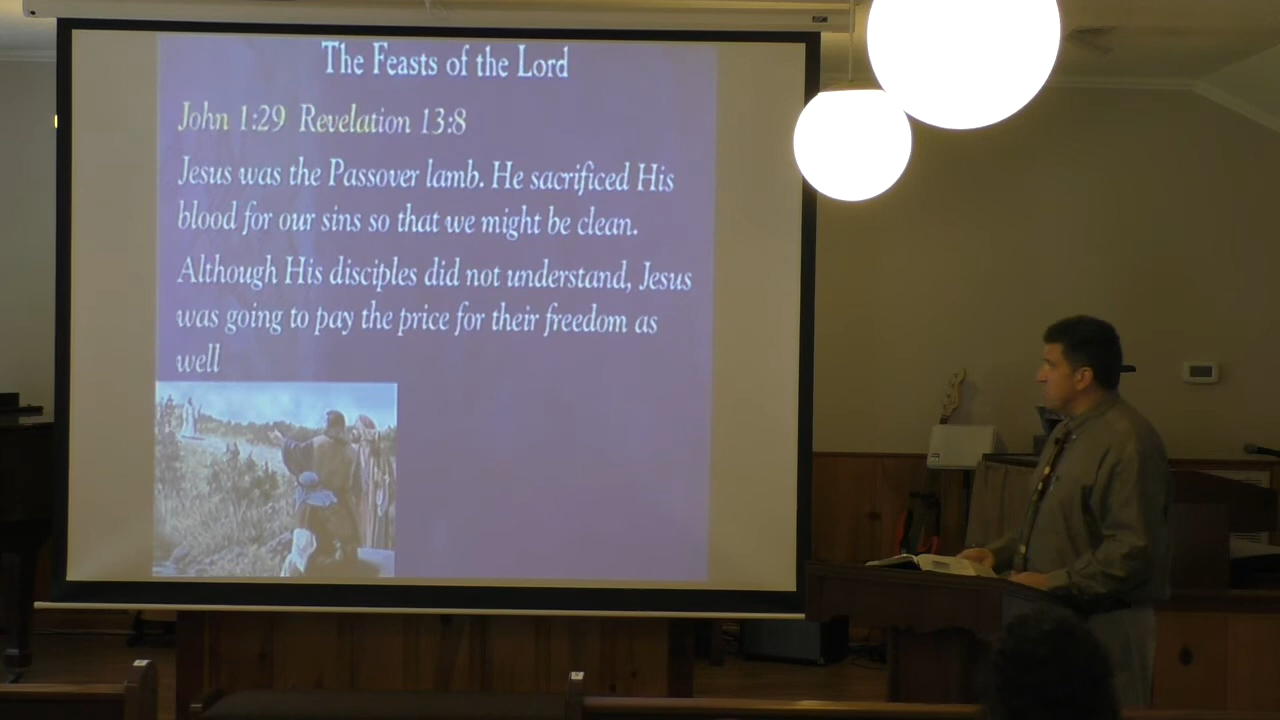 The Feasts of the Lord
John 1:29 Revelation 13:8
Jesus was the Passover lamb. He sacrificed His
blood for our sins so that we might be clean.
Although His disciples did not understand, Jesus
was going to pay the price for their freedom as
well